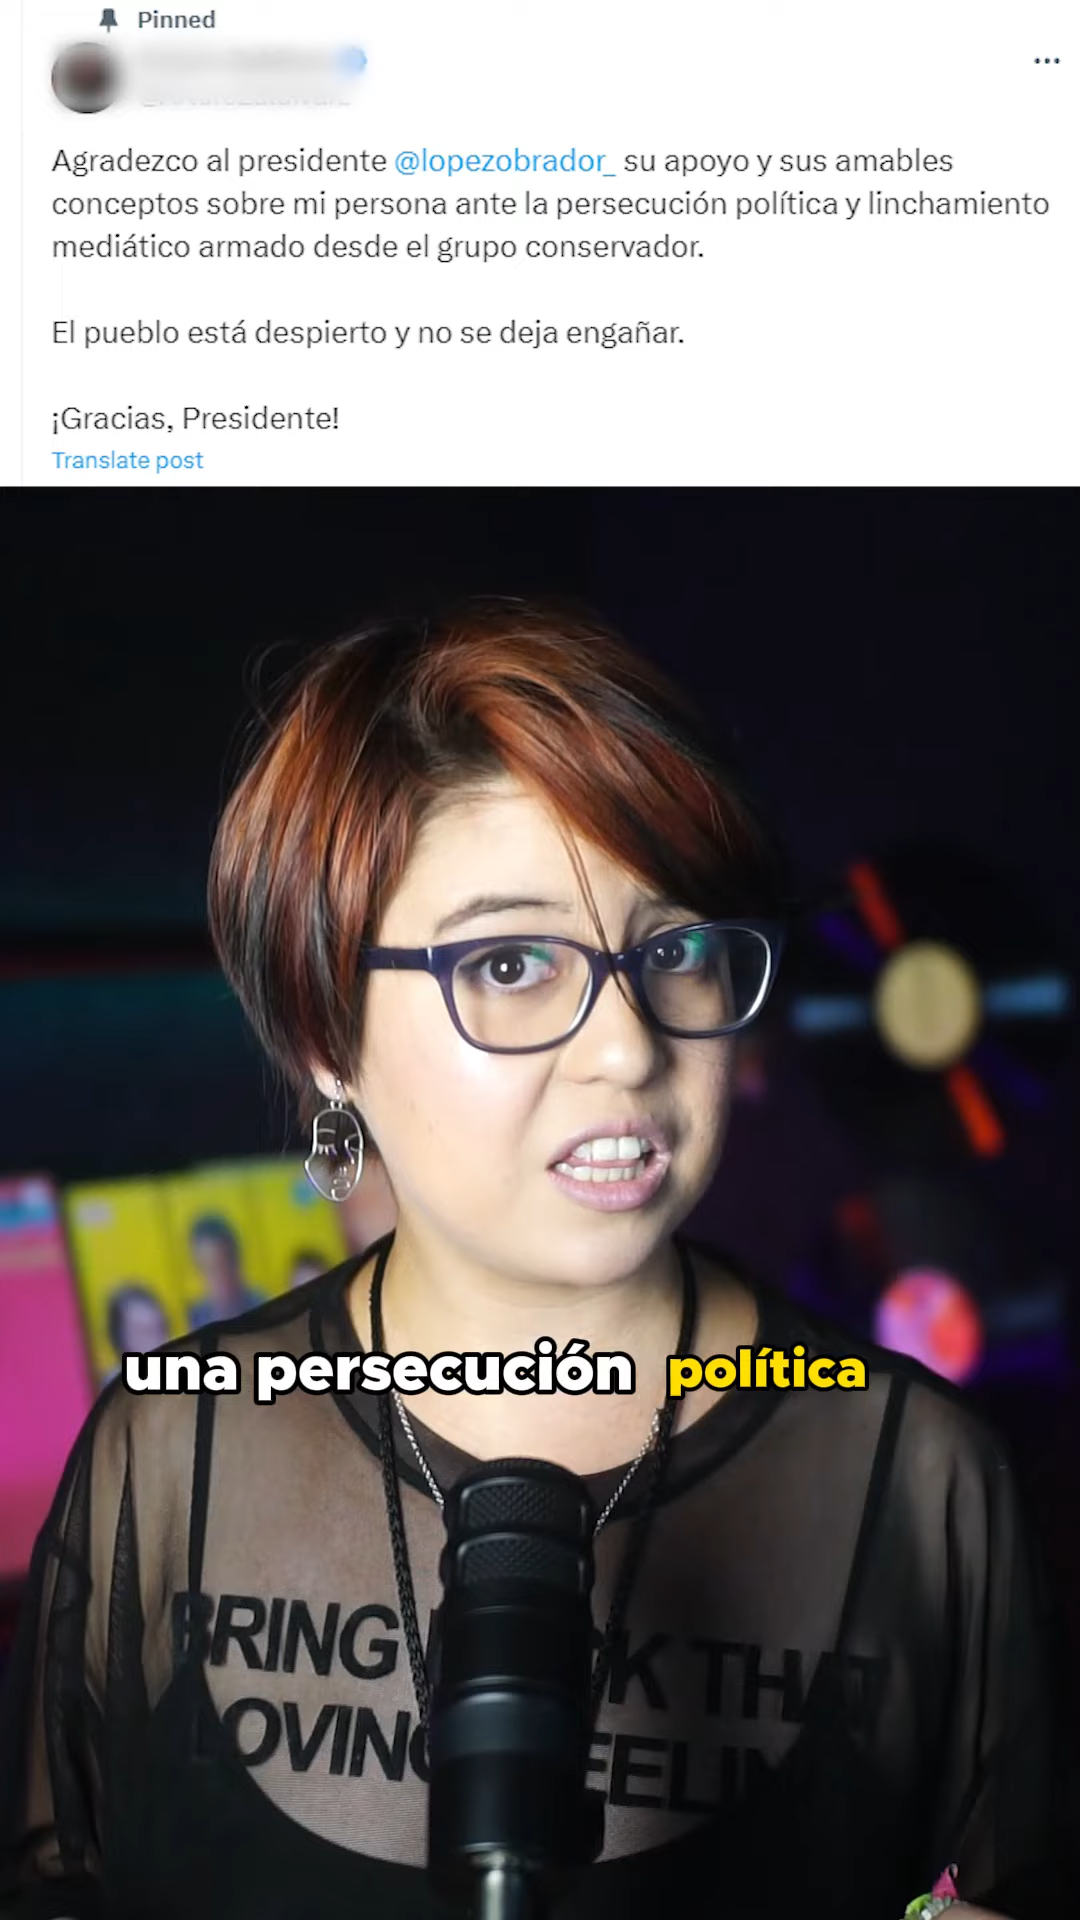 Pinned
Agradezco al presidente @lopezobrador_ su apoyo y sus amables
conceptos sobre mi persona ante la persecución política y linchamiento
mediático armado desde el grupo conservador.
El pueblo está despierto y no se deja engañar.
¡Gracias, Presidente!
Translate post
una persecución política
BRING
OVING